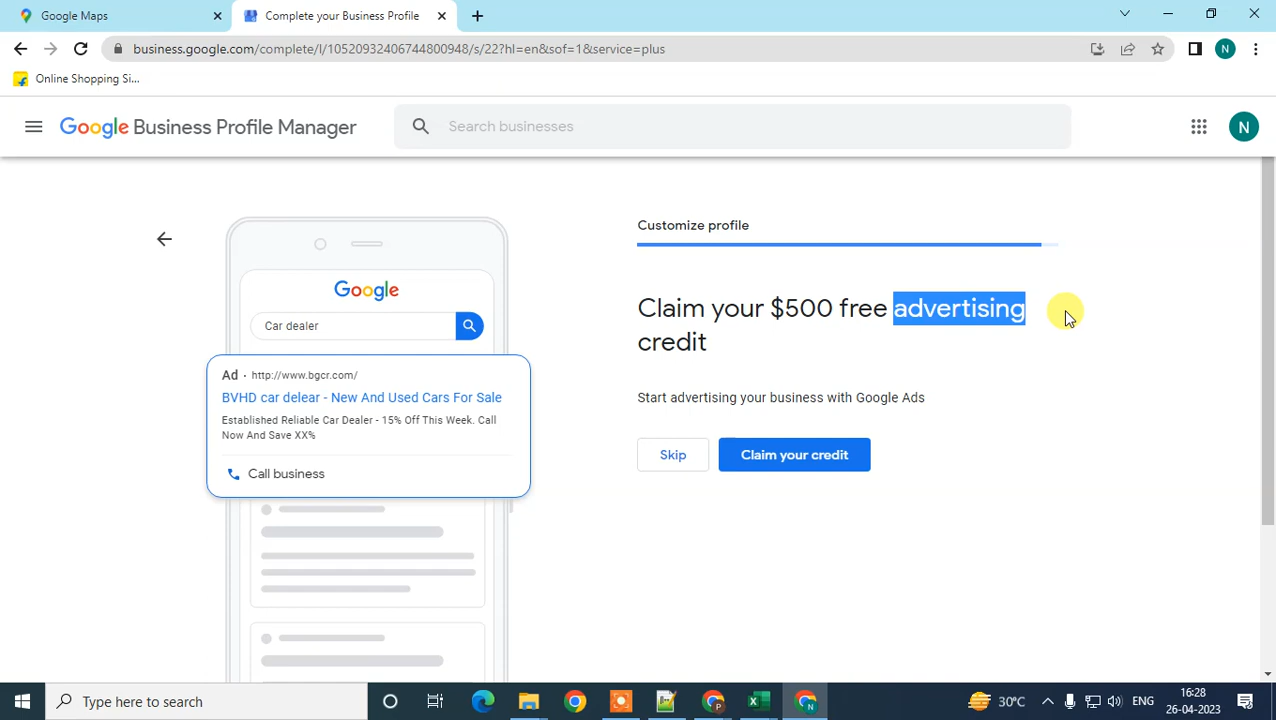 Google Maps
Complete your Business Profile
business.google.com/complete/l/10520932406744800948/s/22?hl=en&sof=1&service=plus
N
Online Shopping Si...
Google Business Profile Manager
Search businesses
N
Customize profile
Google
Car dealer
Claim your $500 free advertising
credit
Ad · http://www.bgcr.com/
BVHD car delear - New And Used Cars For Sale
Established Reliable Car Dealer - 15% Off This Week. Call
Now And Save XX%
Call business
Start advertising your business with Google Ads
Skip
Claim your credit
Type here to search
30°C
ENG
16:28
26-04-2023